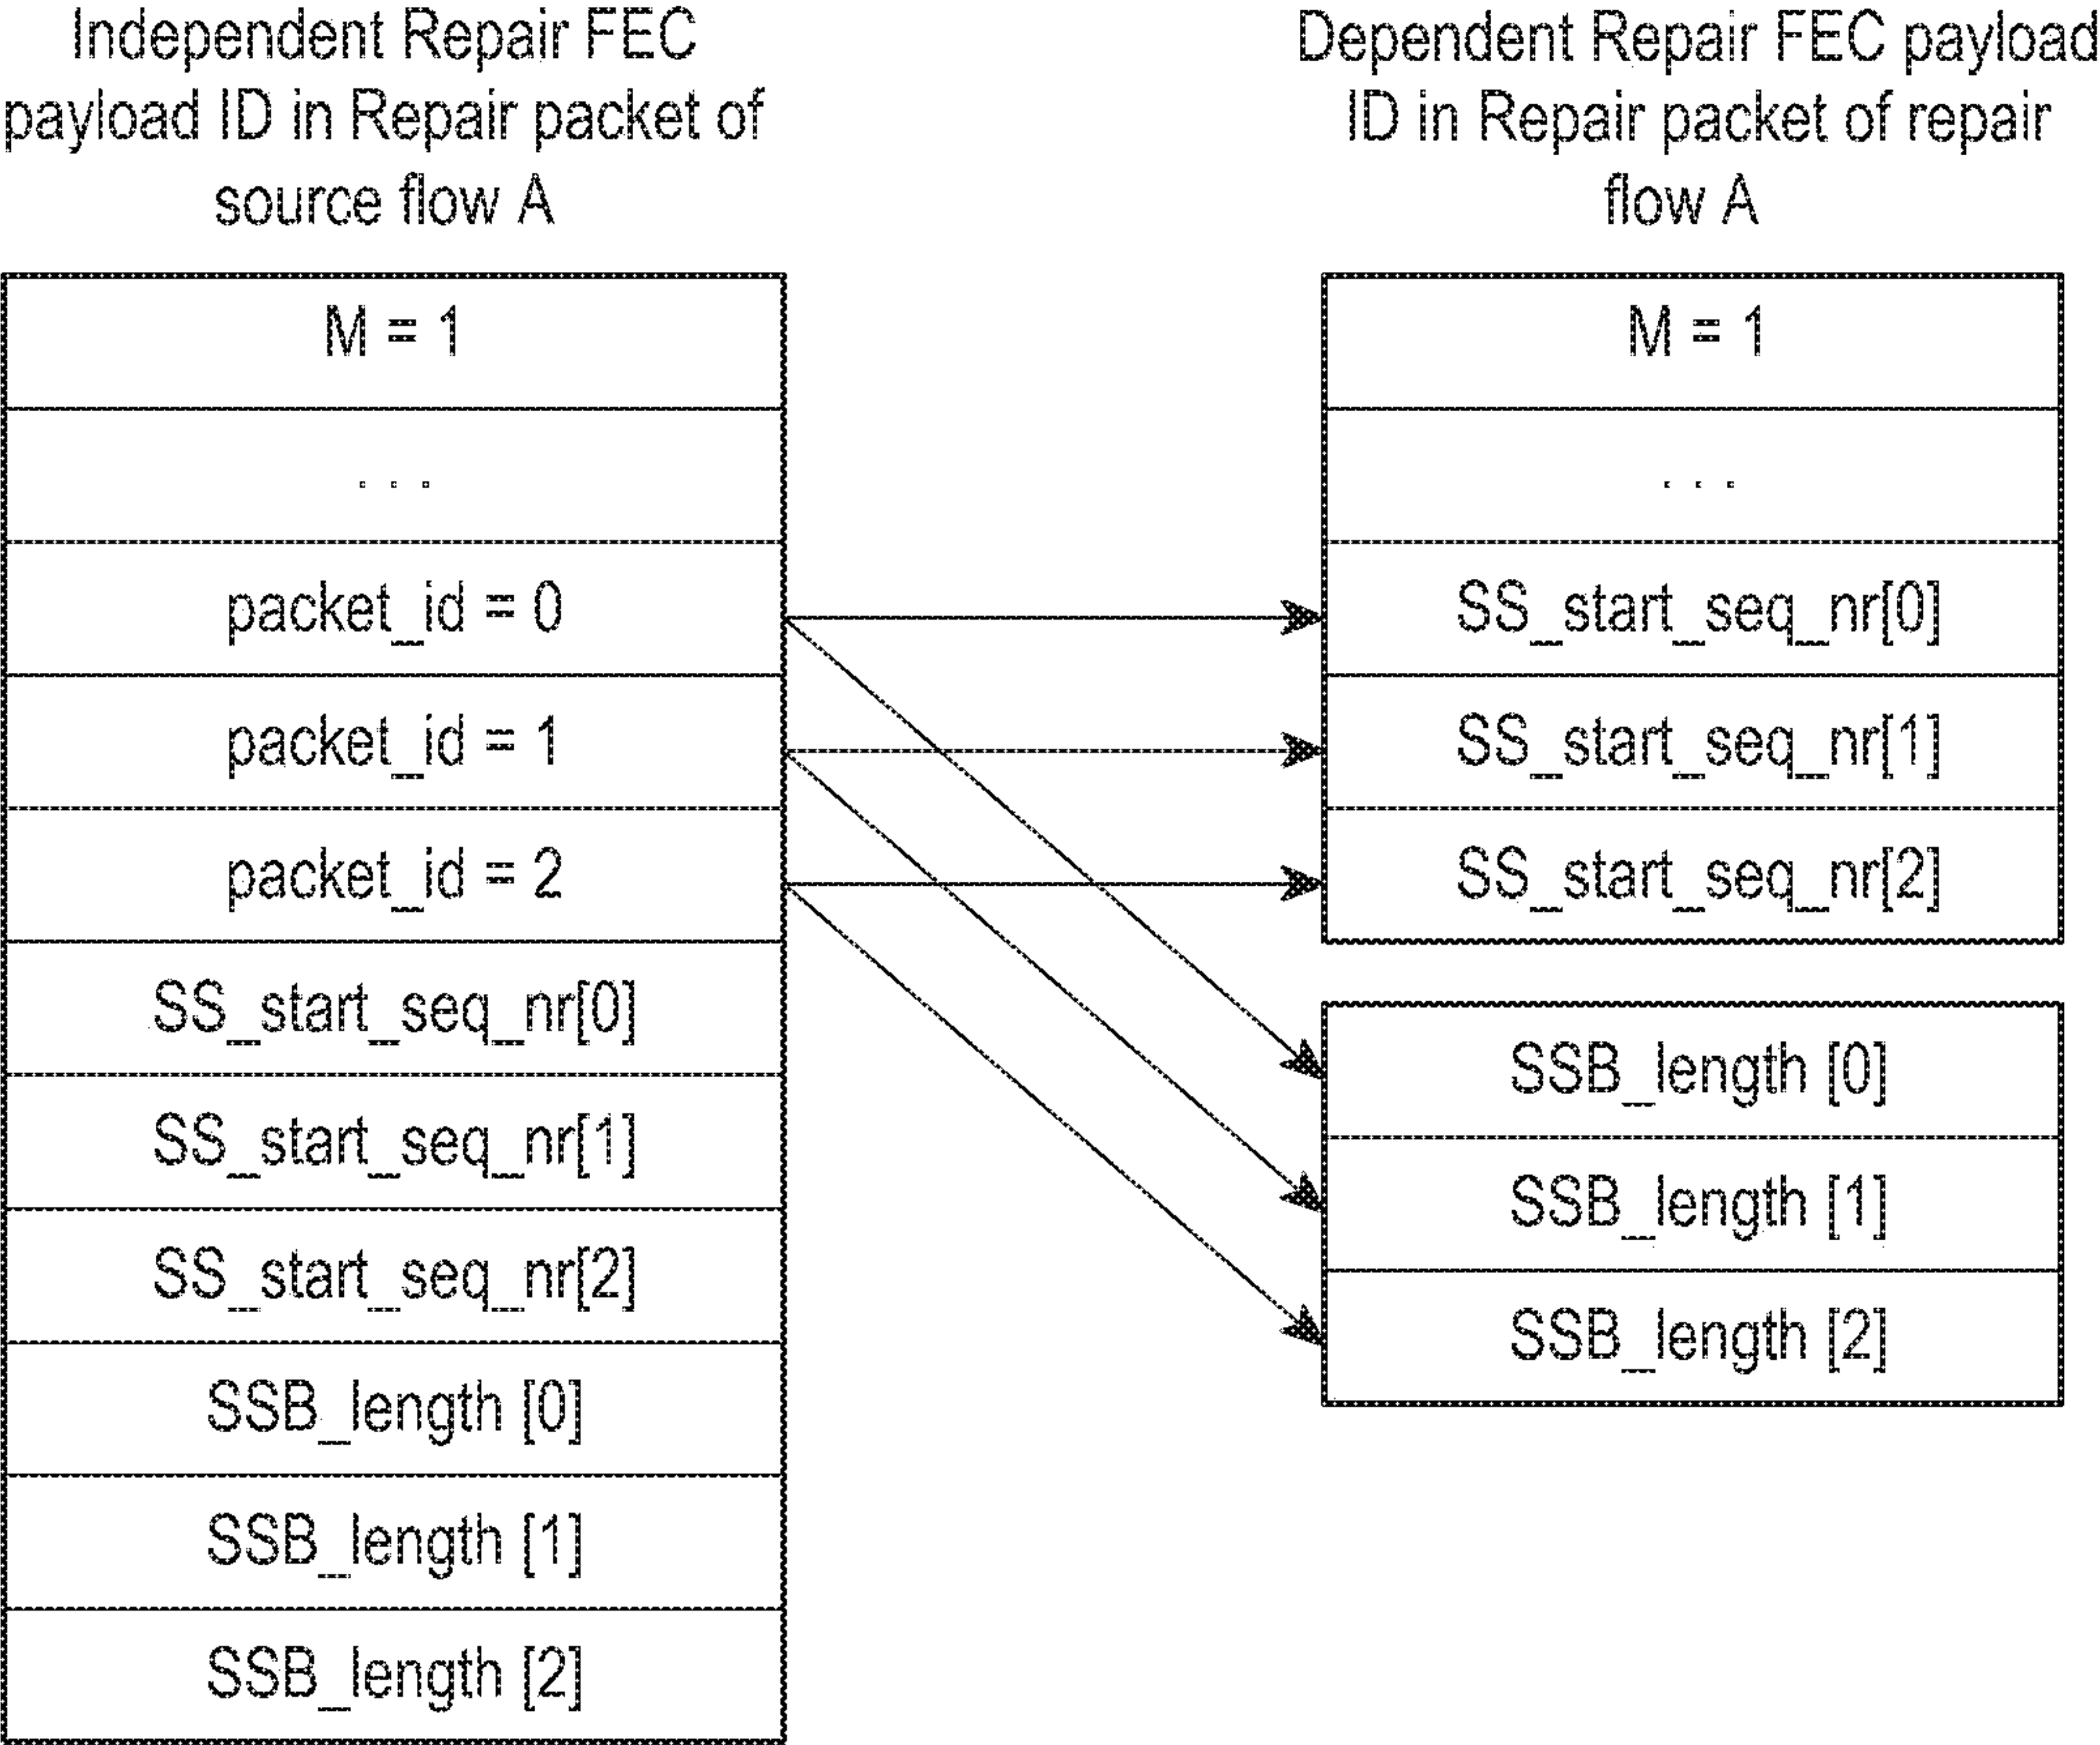 Independent Repair FEC
payload ID in Repair packet of
source flow A
M = 1
. . .
packet_id = 0
packet_id = 1
packet_id = 2
SS_start_seq_nr[0]
SS_start_seq_nr[1]
SS_start_seq_nr[2]
SSB_length [0]
SSB_length [1]
SSB_length [2]
Dependent Repair FEC payload
ID in Repair packet of repair
flow A
M = 1
. . .
SS_start_seq_nr[0]
SS_start_seq_nr[1]
SS_start_seq_nr[2]
SSB_length [0]
SSB_length [1]
SSB_length [2]